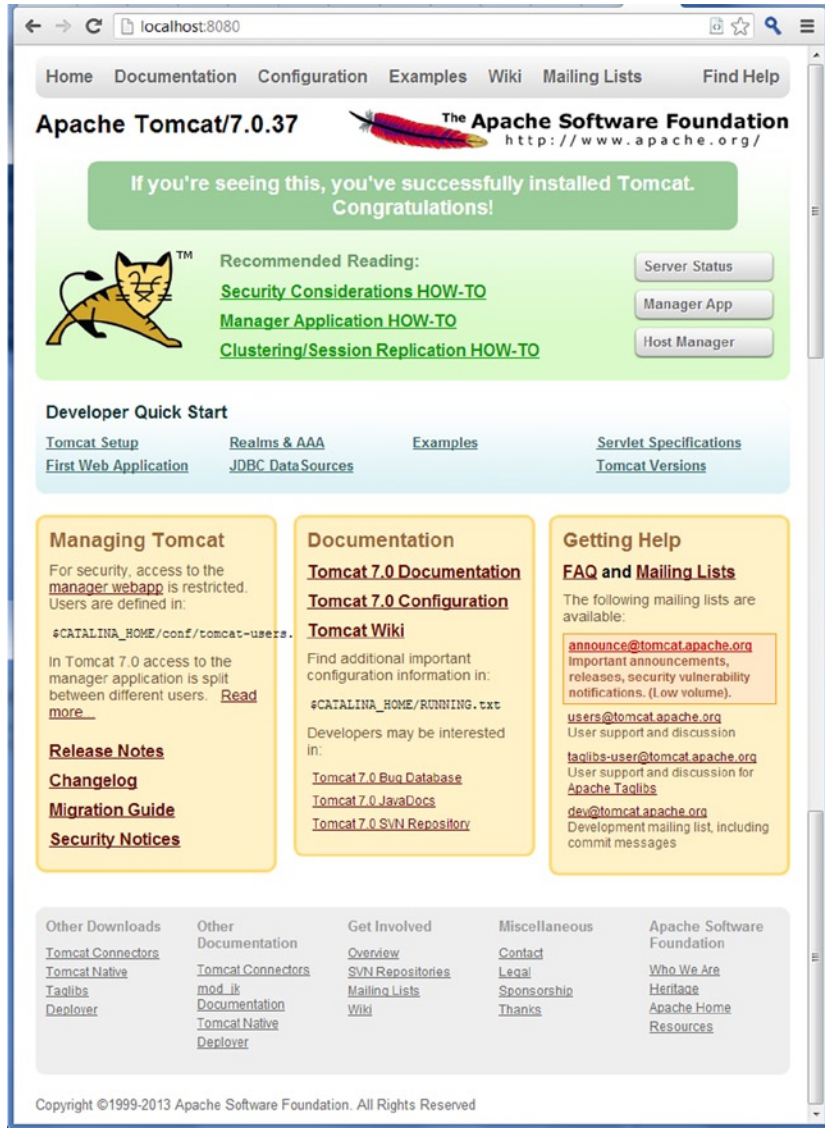 localhost:8080
Home Documentation Configuration Examples Wiki Mailing Lists Find Help
Apache Tomcat/7.0.37
The Apache Software Foundation
http://www.apache.org/
If you're seeing this, you've successfully installed Tomcat.
Congratulations!
TM
Recommended Reading:
Security Considerations HOW-TO
Manager Application HOW-TO
Clustering/Session Replication HOW-TO
Server Status
Manager App
Host Manager
Developer Quick Start
Tomcat Setup
First Web Application
Realms & AAA
JDBC DataSources
Examples
Servlet Specifications
Tomcat Versions
Managing Tomcat
For security, access to the
manager webapp is restricted.
Users are defined in:
$CATALINA_HOME/conf/tomcat-users.
In Tomcat 7.0 access to the
manager application is split
between different users. Read
more...
Release Notes
Changelog
Migration Guide
Security Notices
Documentation
Tomcat 7.0 Documentation
Tomcat 7.0 Configuration
Tomcat Wiki
Find additional important
configuration information in:
$CATALINA_HOME/RUNNING.txt
Developers may be interested
in:
Tomcat 7.0 Bug Database
Tomcat 7.0 JavaDocs
Tomcat 7.0 SVN Repository
Getting Help
FAQ and Mailing Lists
The following mailing lists are
available:
announce@tomcat.apache.org
Important announcements,
releases, security vulnerability
notifications. (Low volume).
users@tomcat.apache.org
User support and discussion
taglibs-user@tomcat.apache.org
User support and discussion for
Apache Taglibs
dev@tomcat.apache.org
Development mailing list, including
commit messages
Other Downloads
Tomcat Connectors
Tomcat Native
Taglibs
Deployer
Other
Documentation
Tomcat Connectors
mod_jk
Documentation
Tomcat Native
Deployer
Get Involved
Overview
SVN Repositories
Mailing Lists
Wiki
Miscellaneous
Contact
Legal
Sponsorship
Thanks
Apache Software
Foundation
Who We Are
Heritage
Apache Home
Resources
Copyright ©1999-2013 Apache Software Foundation. All Rights Reserved